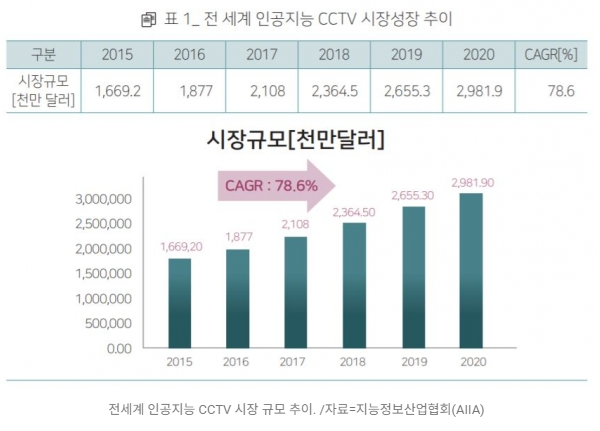 표 1_ 전 세계 인공지능 CCTV 시장성장 추이
구분 2015 2016 2017 2018 2019 2020 CAGR[%]
시장규모
[천만 달러] 1,669.2 1,877 2,108 2,364.5 2,655.3 2,981.9 78.6
시장규모[천만달러]
CAGR : 78.6%
3,000,000
2,500,000
2,000,000
1,500,000
1,000,000
500,000
0.00
1,669,20
1,877
2,108
2,364.50
2,655.30
2,981.90
2015 2016 2017 2018 2019 2020
전세계 인공지능 CCTV 시장 규모 추이. /자료=지능정보산업협회(AIIA)